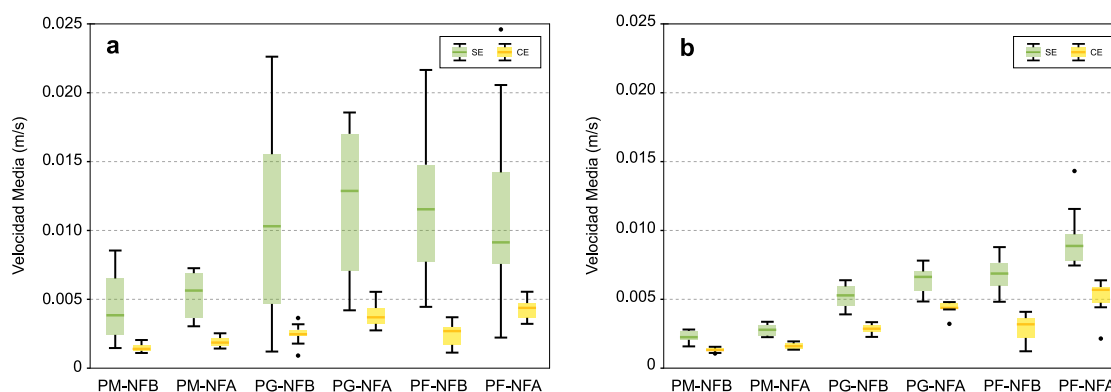 a
SE CE
Velocidad Media (m/s)
0.025
0.020
0.015
0.010
0.005
0
PM-NFB PM-NFA PG-NFB PG-NFA PF-NFB PF-NFA
b
SE CE
Velocidad Media (m/s)
0.025
0.020
0.015
0.010
0.005
0
PM-NFB PM-NFA PG-NFB PG-NFA PF-NFB PF-NFA